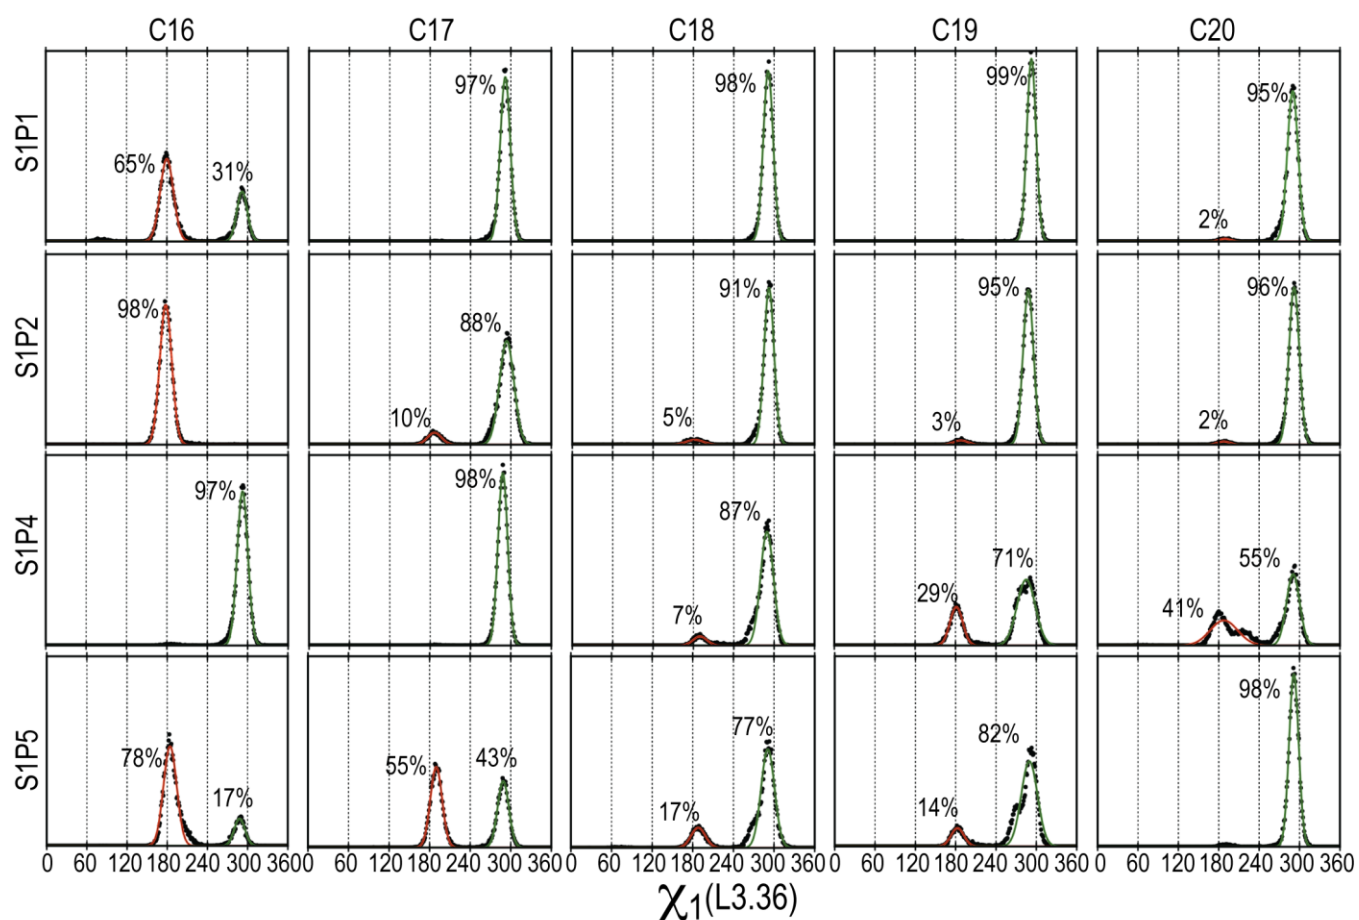 C16 C17 C18 C19 C20
S1P1
65% 31% 97% 98% 99% 95% 2%
S1P2
98% 10% 88% 5% 91% 3% 95% 2% 96%
S1P4
97% 98% 7% 87% 29% 71% 41% 55%
S1P5
78% 17% 55% 43% 17% 77% 14% 82% 98%
0 60 120 180 240 300 360 60 120 180 240 300 360 60 120 180 240 300 360 0 60 120 180 240 300 360 0 60 120 180 240 300 360
χ1(L3.36)